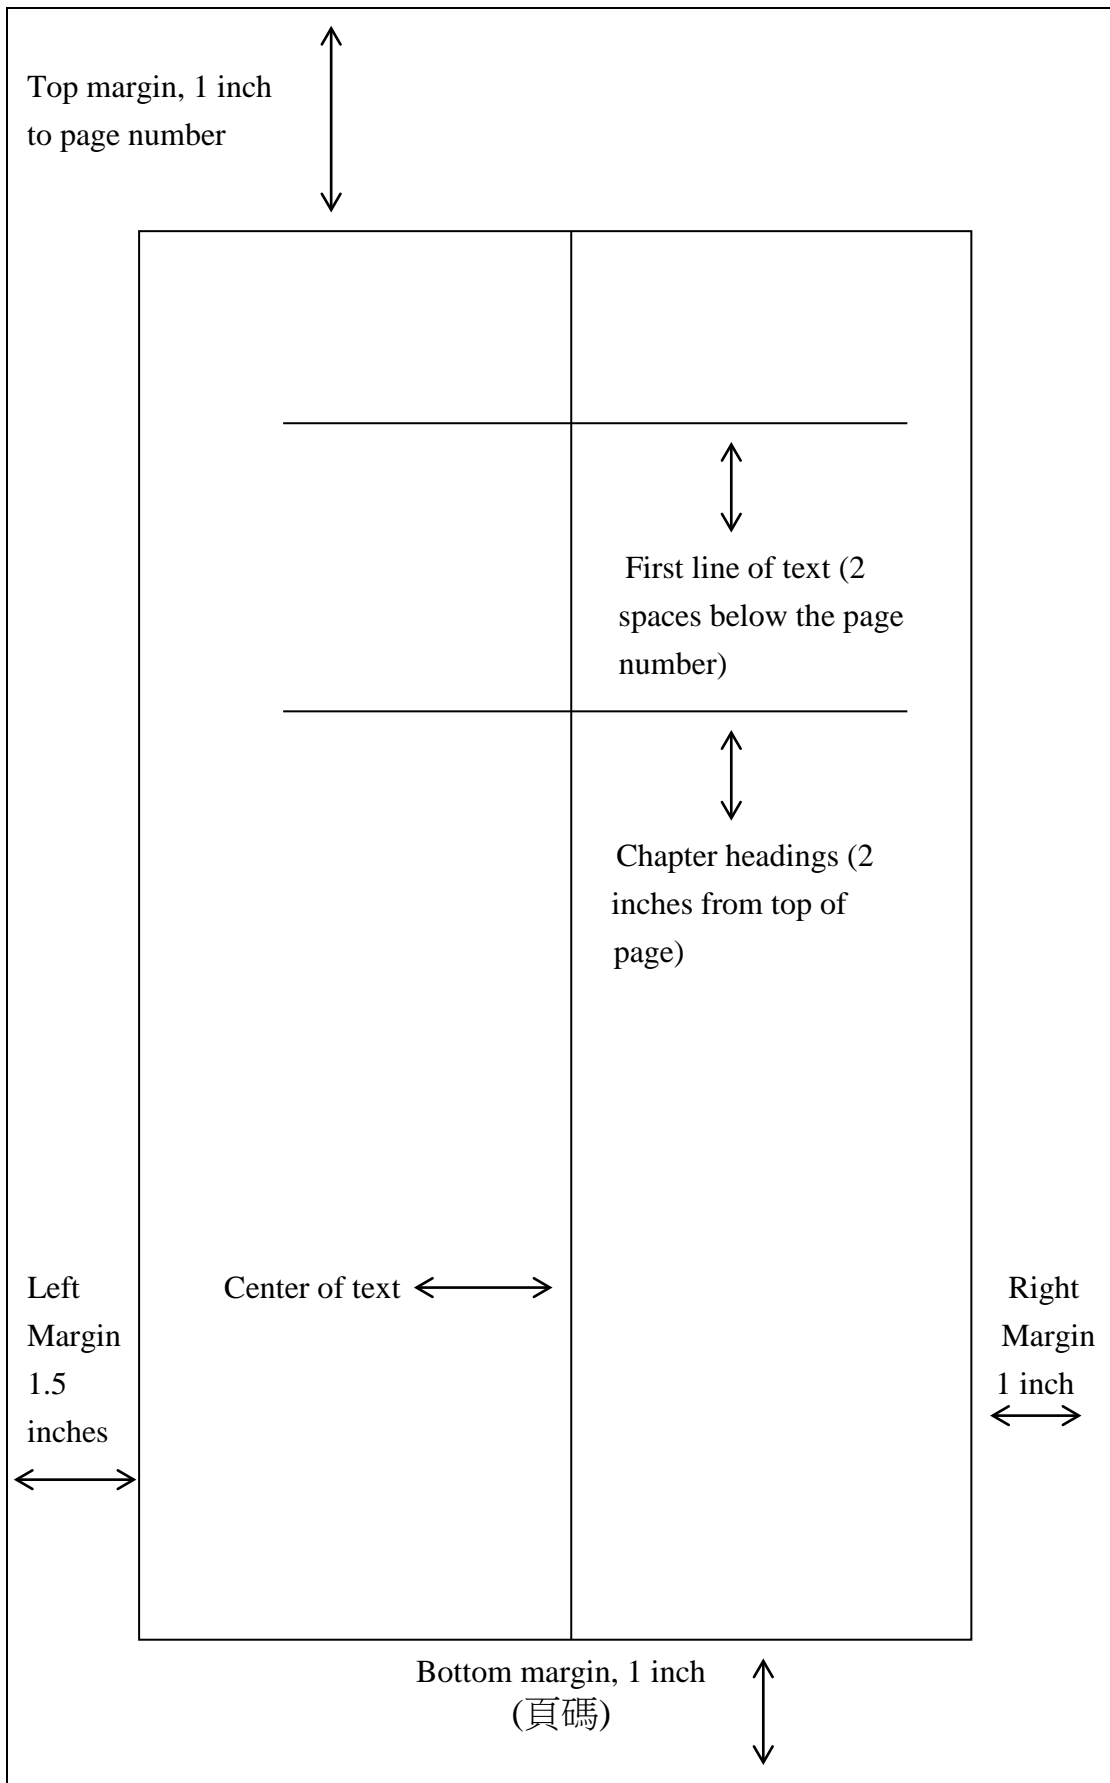 Top margin, 1 inch
to page number
First line of text (2
spaces below the page
number)
Chapter headings (2
inches from top of
page)
Center of text
Left
Margin
1.5
inches
Right
Margin
1 inch
Bottom margin, 1 inch
(頁碼)